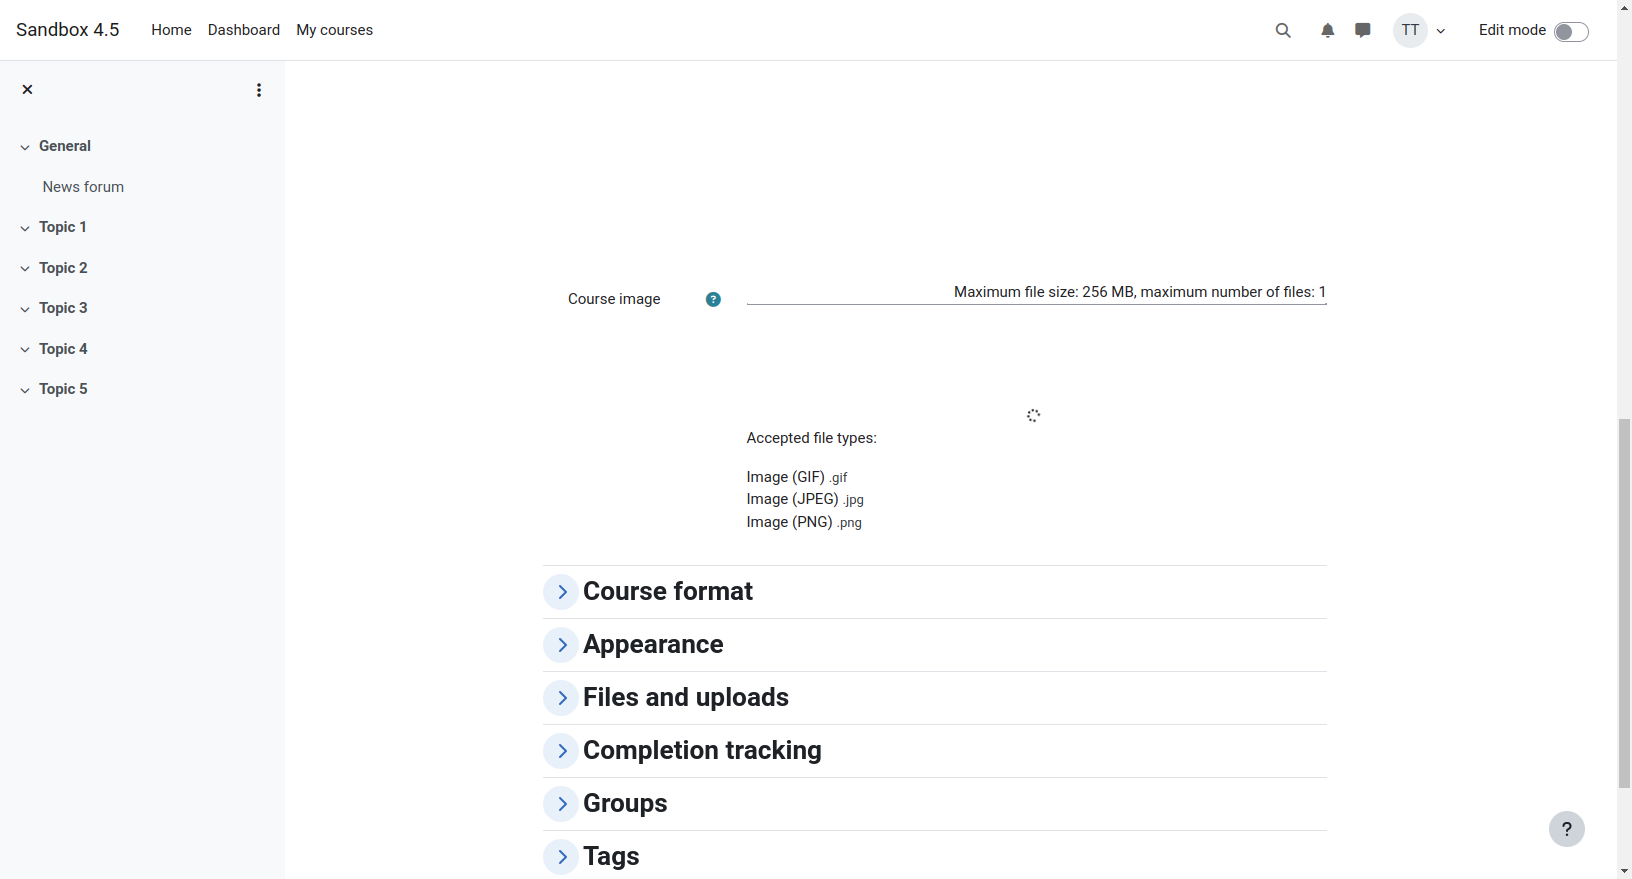 Sandbox 4.5 Home Dashboard My courses TT Edit mode
General
News forum
Topic 1
Topic 2
Topic 3
Topic 4
Topic 5
Course image ? Maximum file size: 256 MB, maximum number of files: 1
Accepted file types:
Image (GIF) .gif
Image (JPEG) .jpg
Image (PNG) .png
Course format
Appearance
Files and uploads
Completion tracking
Groups
Tags
?